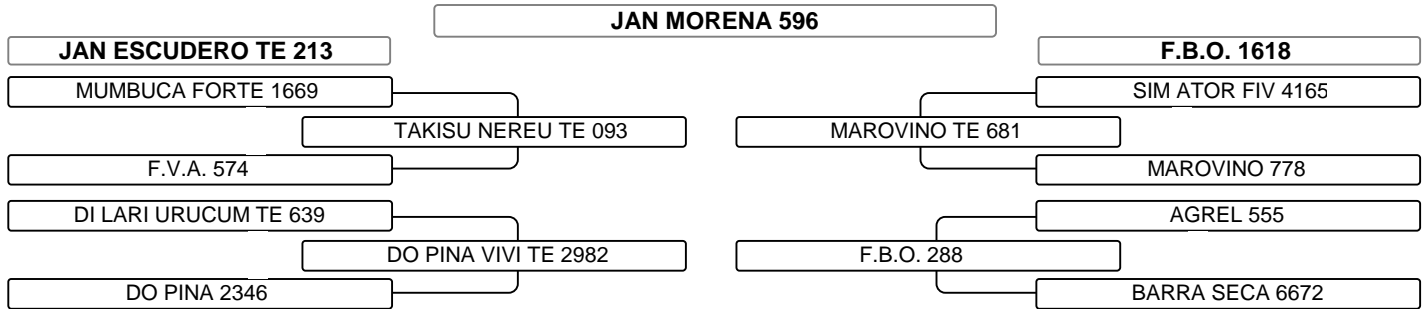 JAN MORENA 596
JAN ESCUDERO TE 213
F.B.O. 1618
MUMBUCA FORTE 1669
SIM ATOR FIV 4165
TAKISU NEREU TE 093
MAROVINO TE 681
F.V.A. 574
MAROVINO 778
DI LARI URUCUM TE 639
AGREL 555
DO PINA VIVI TE 2982
F.B.O. 288
DO PINA 2346
BARRA SECA 6672